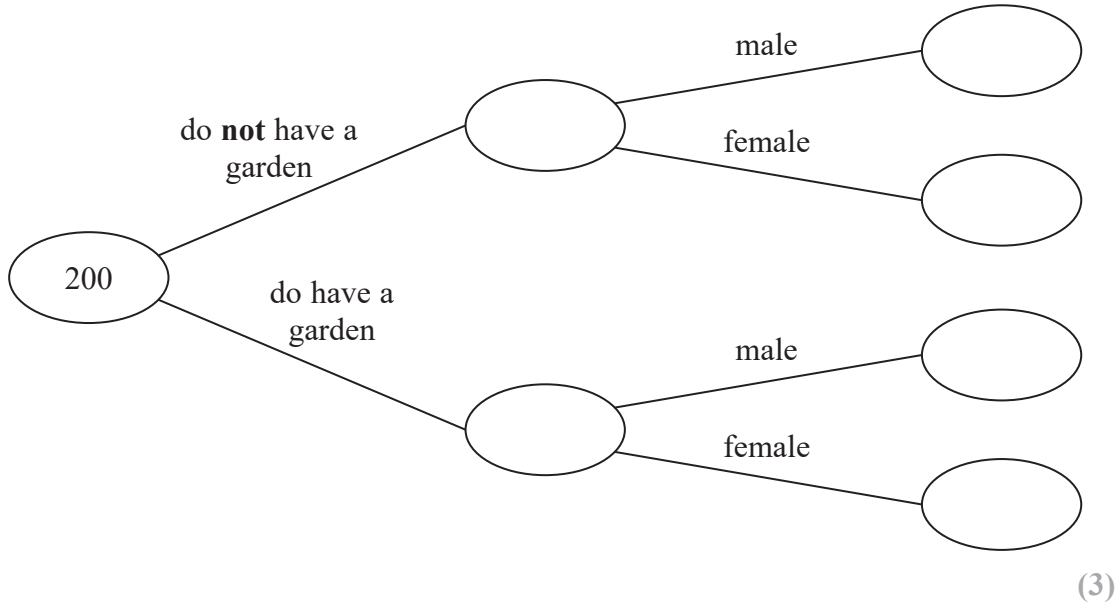 male
do not have a
garden
female
200
do have a
garden
male
female
(3)